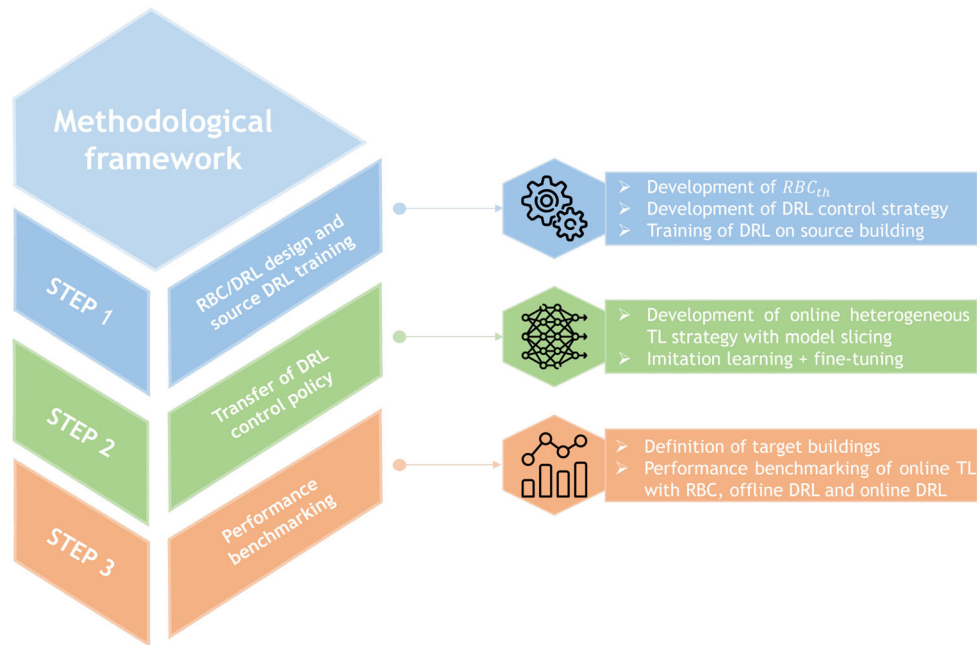 Methodological
framework
STEP 1
RBC/DRL design and
source DRL training
➢ Development of RBC_th
➢ Development of DRL control strategy
➢ Training of DRL on source building
STEP 2
Transfer of DRL
control policy
➢ Development of online heterogeneous
TL strategy with model slicing
➢ Imitation learning + fine-tuning
STEP 3
Performance
benchmarking
➢ Definition of target buildings
➢ Performance benchmarking of online TL
with RBC, offline DRL and online DRL